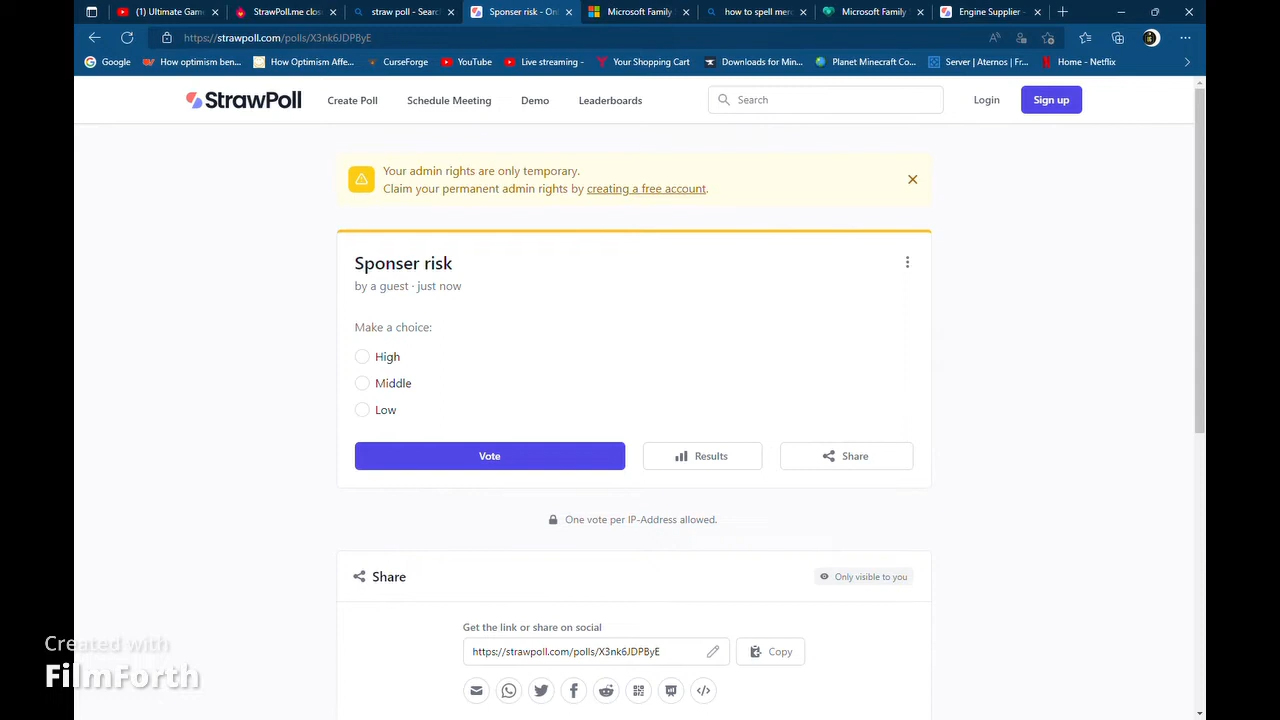 (1) Ultimate Gam
StrawPoll.me clos
straw poll - Searc
Sponser risk - On
Microsoft Family
how to spell merc
Microsoft Family
Engine Supplier -
https://strawpoll.com/polls/X3nk6JDPByE
Google
How optimism ben...
How Optimism Affe...
CurseForge
YouTube
Live streaming -...
Your Shopping Cart
Downloads for Min...
Planet Minecraft Co...
Server | Aternos | Fr...
Home - Netflix
StrawPoll
Create Poll
Schedule Meeting
Demo
Leaderboards
Search
Login
Sign up
Your admin rights are only temporary.
Claim your permanent admin rights by creating a free account.
Sponser risk
by a guest · just now
Make a choice:
High
Middle
Low
Vote
Results
Share
One vote per IP-Address allowed.
Share
Only visible to you
Get the link or share on social
https://strawpoll.com/polls/X3nk6JDPByE
Copy
Created with
FilmForth